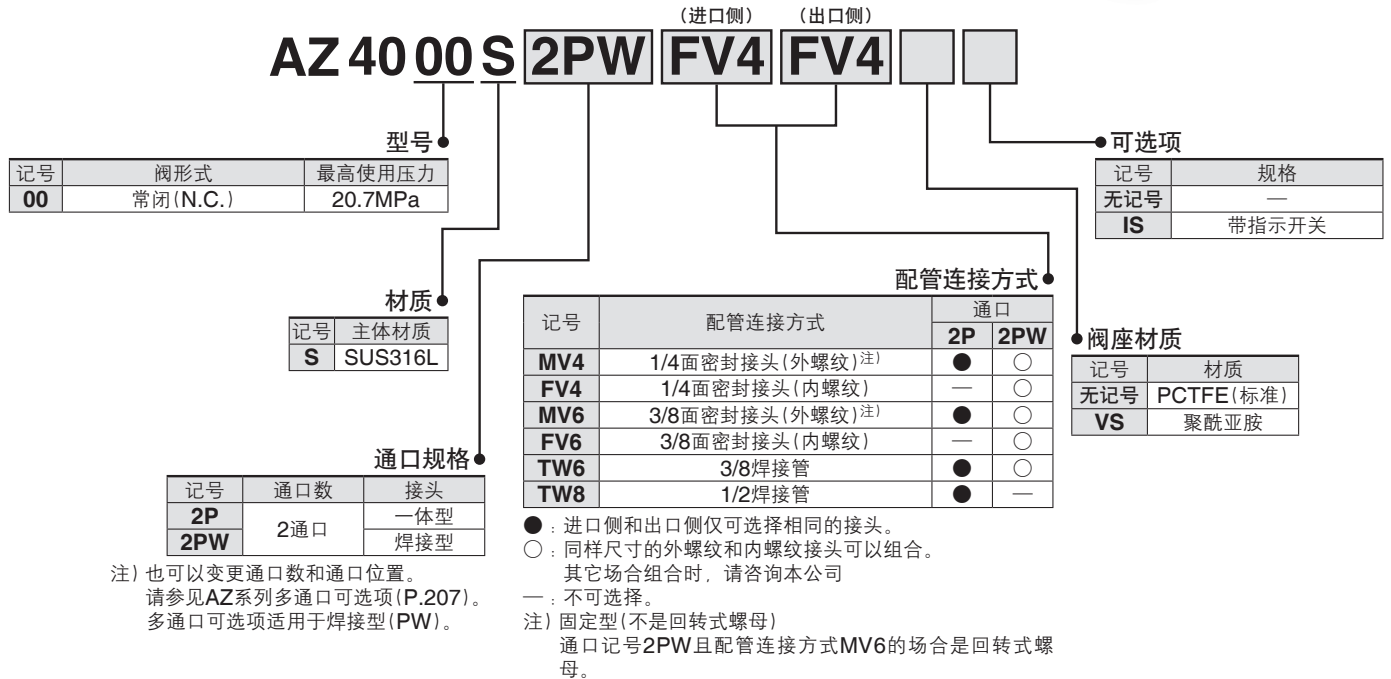 (进口侧) (出口侧)
AZ 40 00 S 2PW FV4 FV4
型号
记号 阀形式 最高使用压力
00 常闭(N.C.) 20.7MPa
可选项
记号 规格
无记号 —
IS 带指示开关
材质
记号 主体材质
S SUS316L
配管连接方式
记号 配管连接方式 通口
2P 2PW
MV4 1/4面密封接头(外螺纹)注) ● ○
FV4 1/4面密封接头(内螺纹) — ○
MV6 3/8面密封接头(外螺纹)注) ● ○
FV6 3/8面密封接头(内螺纹) — ○
TW6 3/8焊接管 ● ○
TW8 1/2焊接管 ● —
●：进口侧和出口侧仅可选择相同的接头。
○：同样尺寸的外螺纹和内螺纹接头可以组合。
其它场合组合时，请咨询本公司
—：不可选择。
注) 固定型(不是回转式螺母)
通口记号2PW且配管连接方式MV6的场合是回转式螺
母。
阀座材质
记号 材质
无记号 PCTFE(标准)
VS 聚酰亚胺
通口规格
记号 通口数 接头
2P 2通口 一体型
2PW 焊接型
注) 也可以变更通口数和通口位置。
请参见AZ系列多通口可选项(P.207)。
多通口可选项适用于焊接型(PW)。